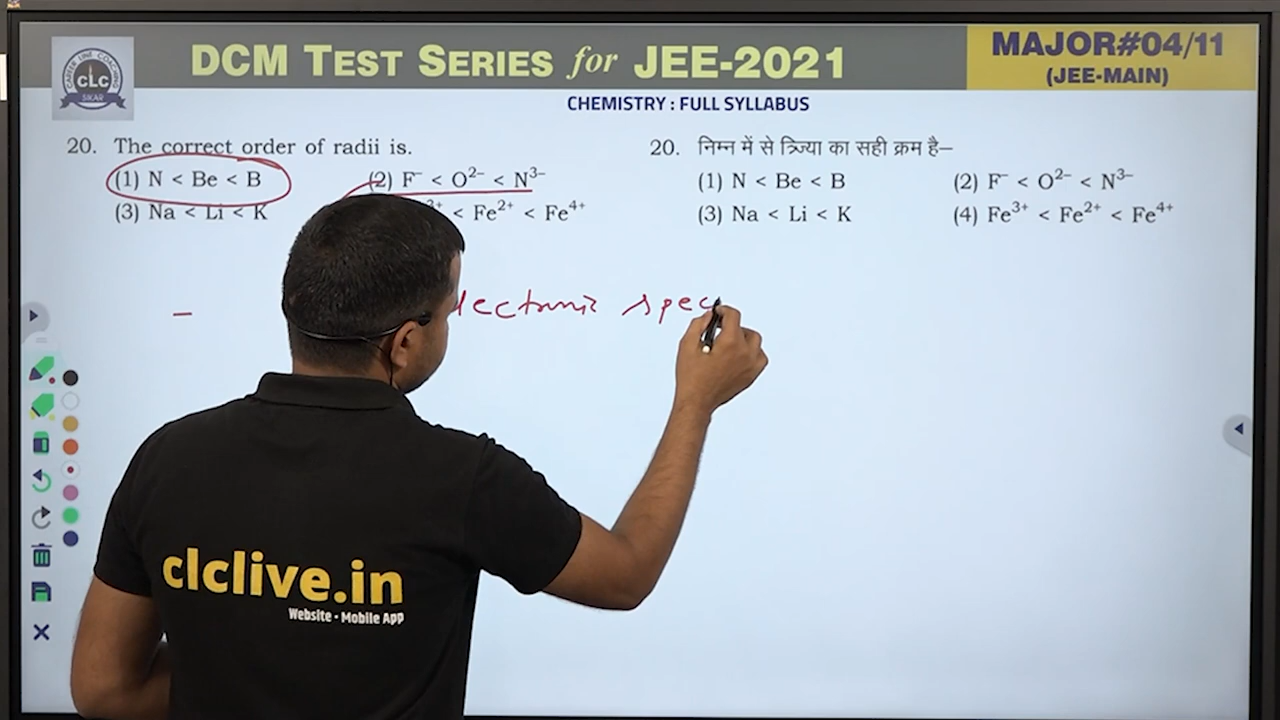 DCM TEST SERIES for JEE-2021
MAJOR#04/11
(JEE-MAIN)
CLC
SIKAR
CHEMISTRY : FULL SYLLABUS
20. The correct order of radii is.
(1) N < Be < B
(2) F⁻ < O²⁻ < N³⁻
(3) Na < Li < K
< Fe²⁺ < Fe⁴⁺
20. निम्न में से त्रिज्या का सही क्रम है–
(1) N < Be < B
(2) F⁻ < O²⁻ < N³⁻
(3) Na < Li < K
(4) Fe³⁺ < Fe²⁺ < Fe⁴⁺
clclive.in
Website • Mobile App